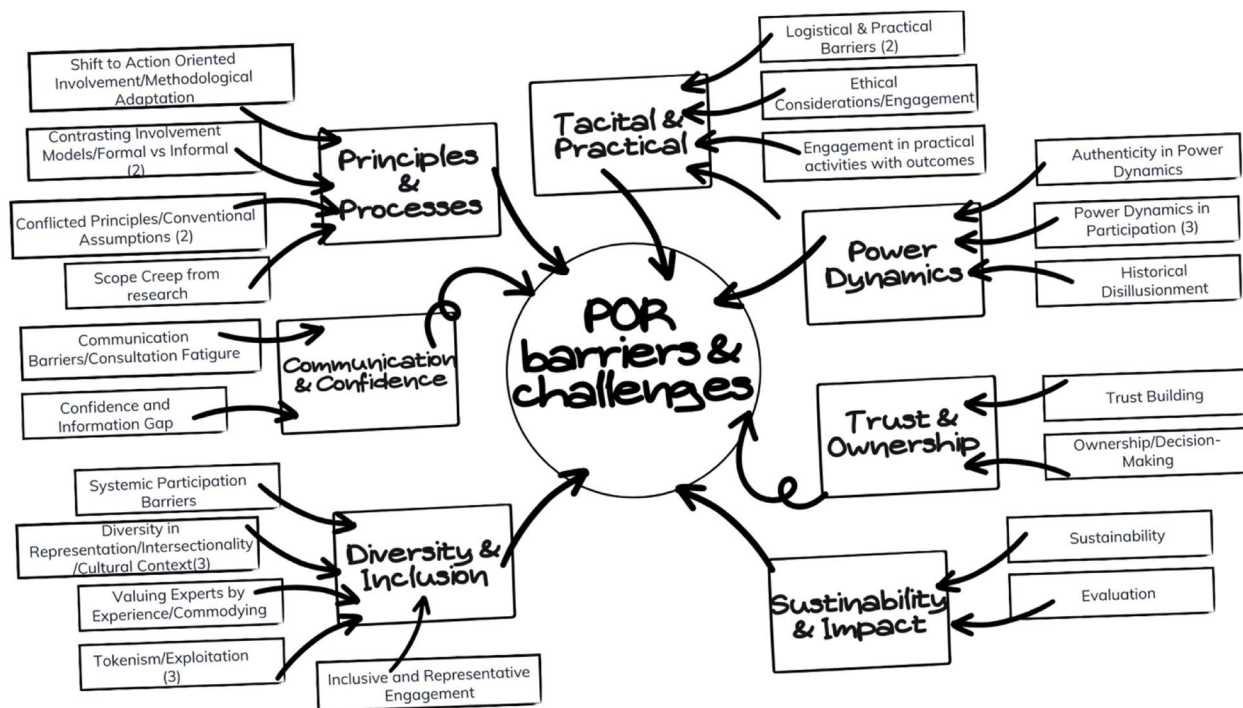 Shift to Action Oriented
Involvement/Methodological
Adaptation
Contrasting Involvement
Models/Formal vs Informal
(2)
Conflicted Principles/Conventional
Assumptions (2)
Scope Creep from
research
Principles
&
Processes
Communication
Barriers/Consultation Fatigue
Confidence and
Information Gap
Communication
& Confidence
Systemic Participation
Barriers
Diversity in
Representation/Intersectionality
/Cultural Context(3)
Valuing Experts by
Experience/Commodying
Tokenism/Exploitation
(3)
Inclusive and Representative
Engagement
Diversity &
Inclusion
POR
barriers &
challenges
Tacital &
Practical
Logistical & Practical
Barriers (2)
Ethical
Considerations/Engagement
Engagement in practical
activities with outcomes
Power
Dynamics
Authenticity in Power
Dynamics
Power Dynamics in
Participation (3)
Historical
Disillusionment
Trust &
Ownership
Trust Building
Ownership/Decision-
Making
Sustinability
& Impact
Sustainability
Evaluation